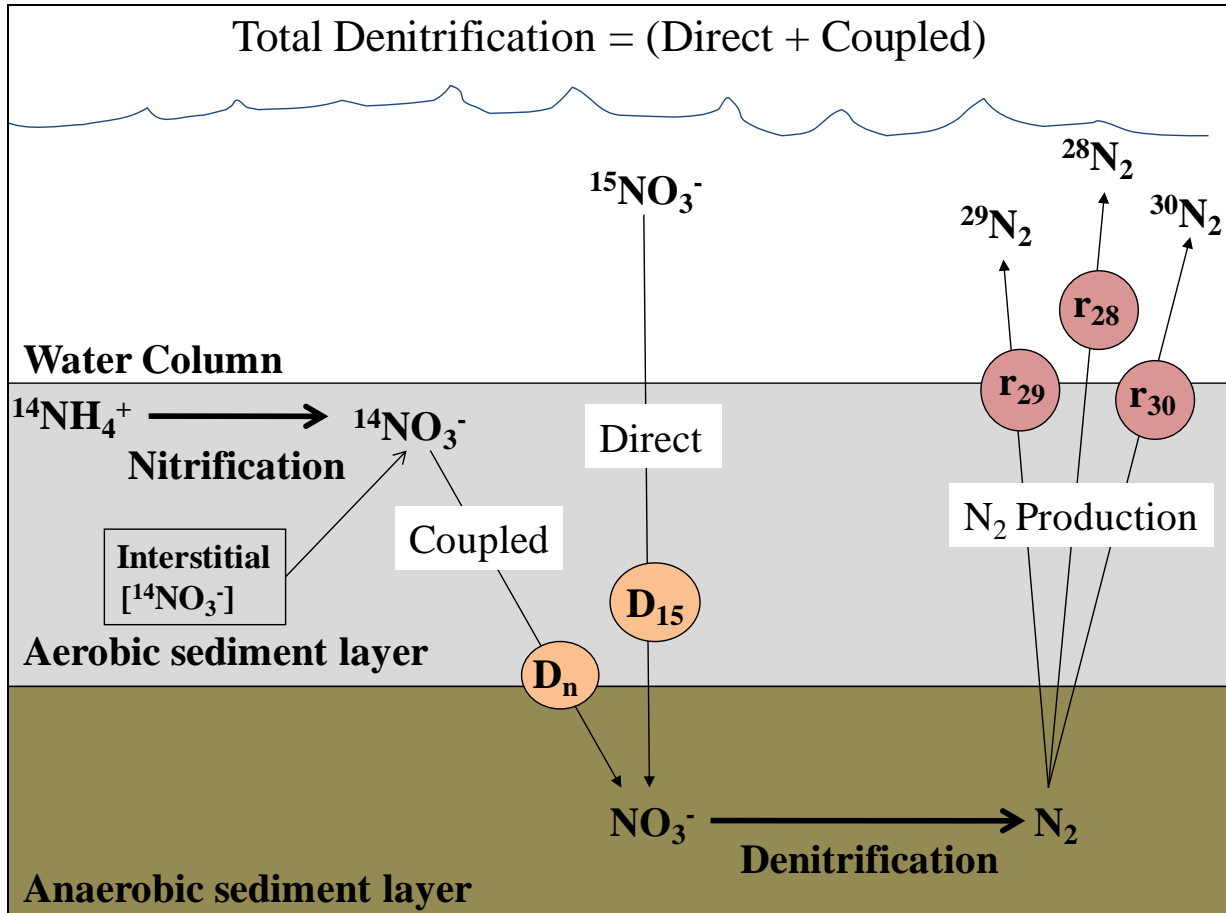 Total Denitrification = (Direct + Coupled)
²⁸N₂
¹⁵NO₃⁻
³⁰N₂
²⁹N₂
r₂₈
Water Column
r₂₉
r₃₀
¹⁴NH₄⁺
¹⁴NO₃⁻
Nitrification
Direct
Coupled
N₂ Production
Interstitial
[¹⁴NO₃⁻]
D₁₅
Aerobic sediment layer
Dₙ
NO₃⁻
N₂
Denitrification
Anaerobic sediment layer